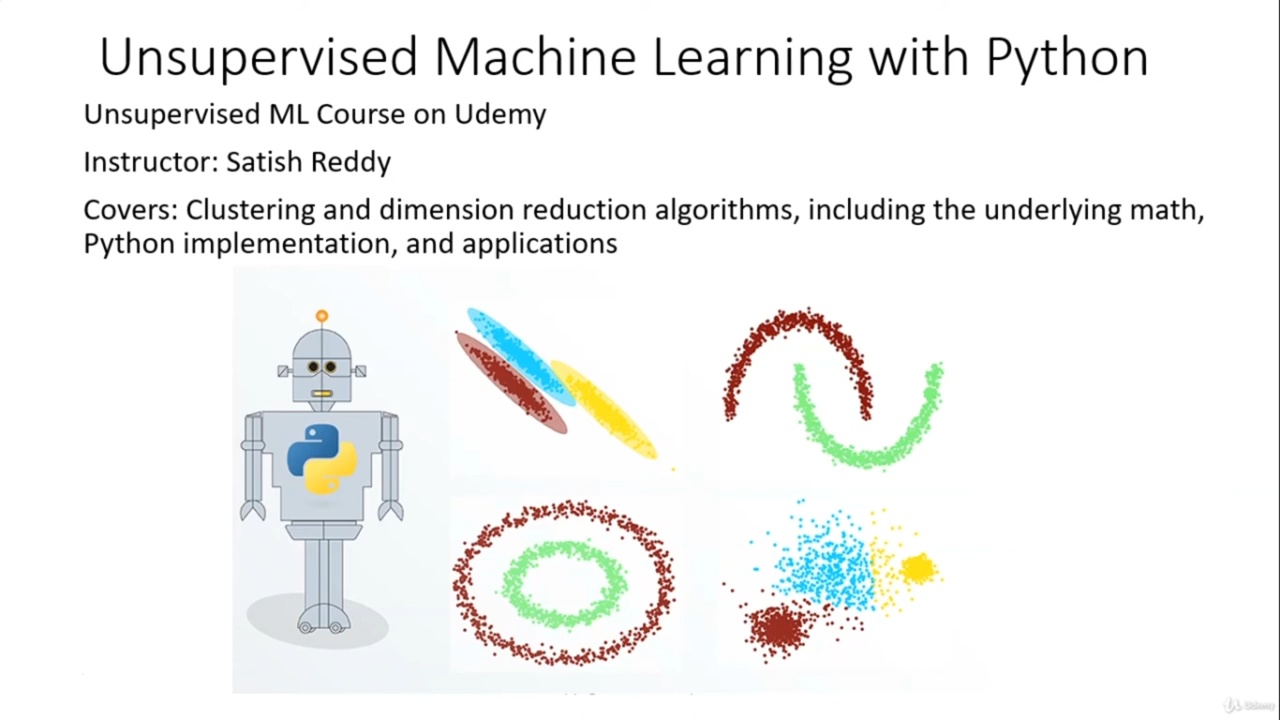 Unsupervised Machine Learning with Python
Unsupervised ML Course on Udemy
Instructor: Satish Reddy
Covers: Clustering and dimension reduction algorithms, including the underlying math,
Python implementation, and applications
Udemy